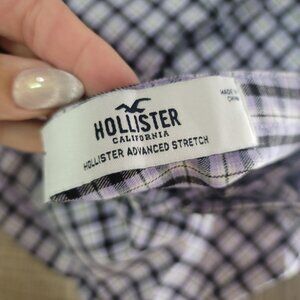 HOLLISTER
CALIFORNIA
HOLLISTER ADVANCED STRETCH
MADE IN
CHINA